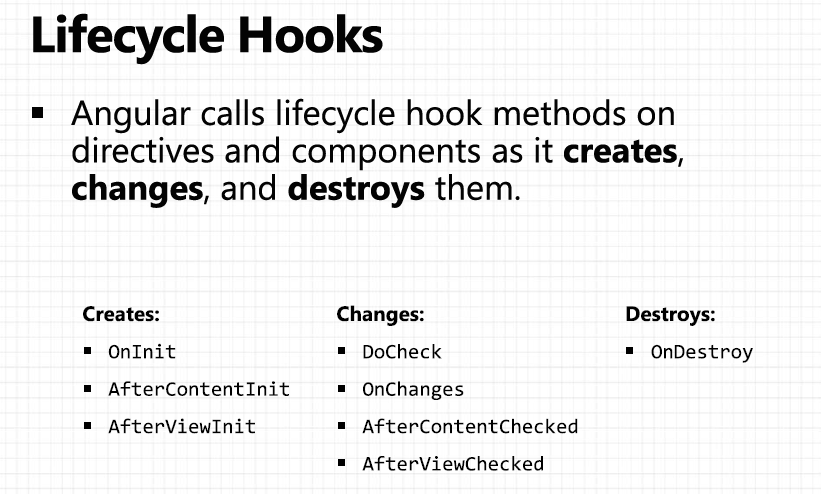 Lifecycle Hooks
▪ Angular calls lifecycle hook methods on
directives and components as it creates,
changes, and destroys them.
Creates:
▪ OnInit
▪ AfterContentInit
▪ AfterViewInit
Changes:
▪ DoCheck
▪ OnChanges
▪ AfterContentChecked
▪ AfterViewChecked
Destroys:
▪ OnDestroy